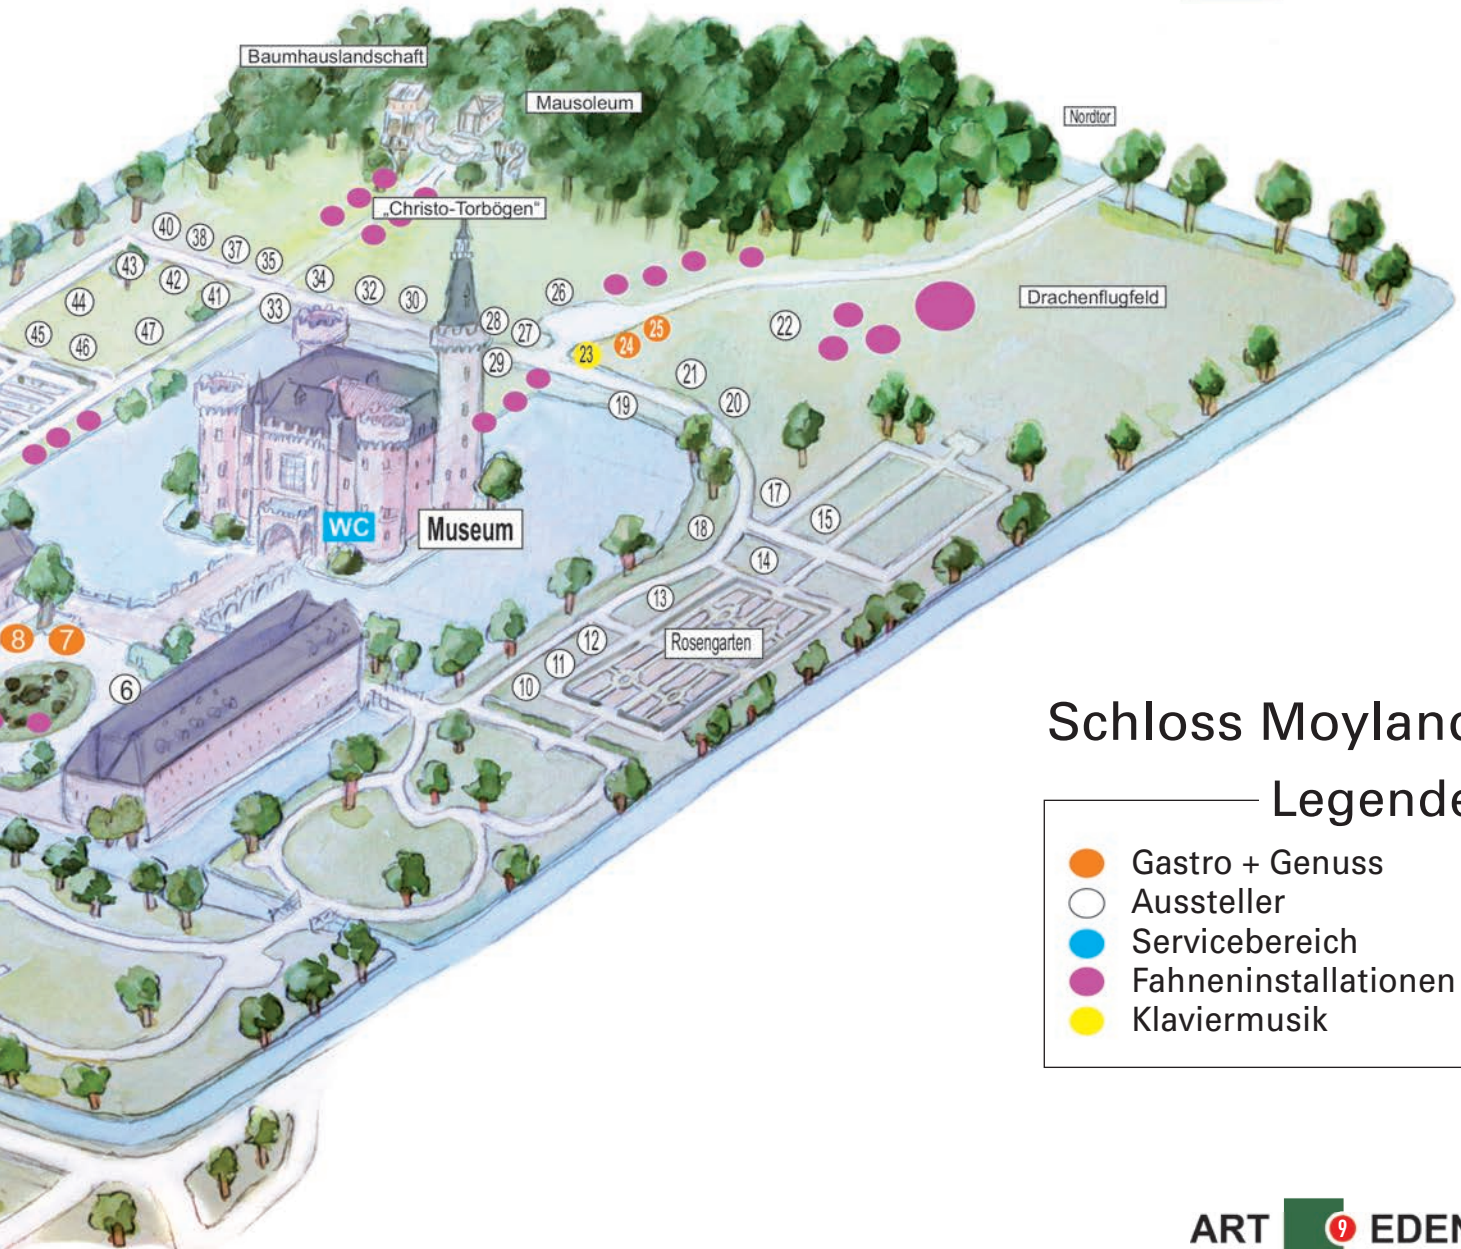 Baumhauslandschaft
Mausoleum
Nordtor
„Christo-Torbögen“
40
38
37
35
34
32
30
33
43
42
41
44
45
46
47
28
27
29
26
23
24
25
22
Drachenflugfeld
21
20
19
17
18
15
14
13
12
11
10
WC
Museum
Rosengarten
8
7
6
Schloss Moyland
Legende
Gastro + Genuss
Aussteller
Servicebereich
Fahneninstallationen
Klaviermusik
ART 9 EDEN